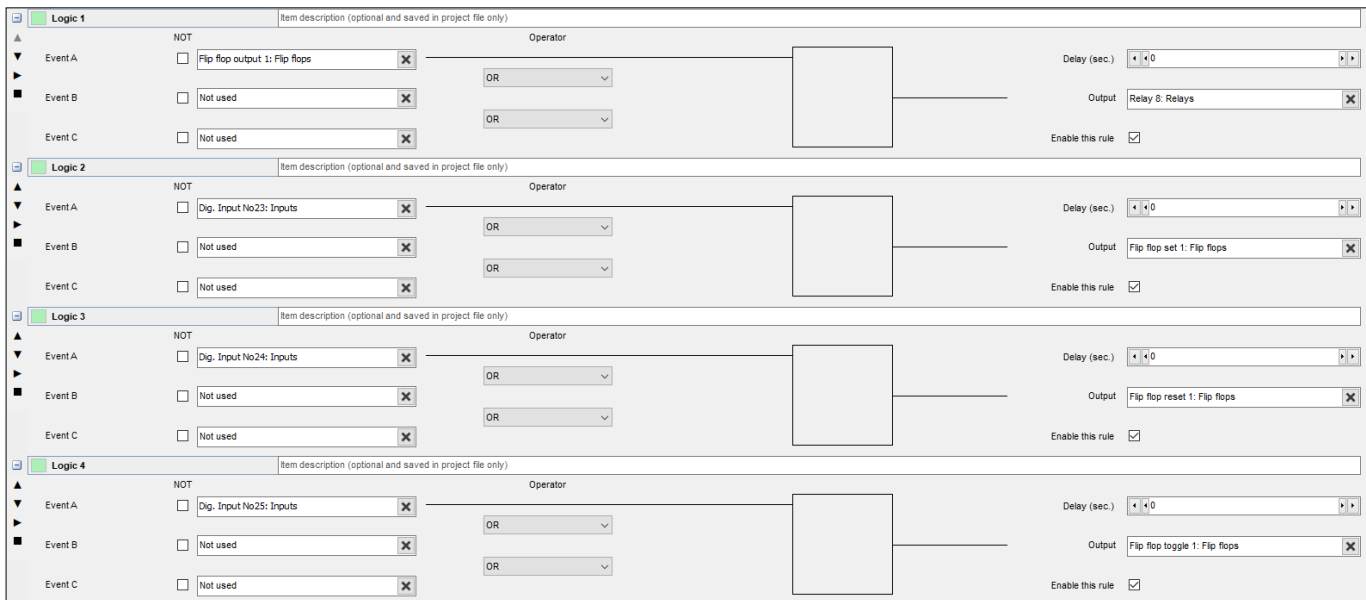 Logic 1 Item description (optional and saved in project file only)
NOT Operator
Event A Flip flop output 1: Flip flops Delay (sec.) 0
OR
Event B Not used Output Relay 8: Relays
OR
Event C Not used Enable this rule
Logic 2 Item description (optional and saved in project file only)
NOT Operator
Event A Dig. Input No23: Inputs Delay (sec.) 0
OR
Event B Not used Output Flip flop set 1: Flip flops
OR
Event C Not used Enable this rule
Logic 3 Item description (optional and saved in project file only)
NOT Operator
Event A Dig. Input No24: Inputs Delay (sec.) 0
OR
Event B Not used Output Flip flop reset 1: Flip flops
OR
Event C Not used Enable this rule
Logic 4 Item description (optional and saved in project file only)
NOT Operator
Event A Dig. Input No25: Inputs Delay (sec.) 0
OR
Event B Not used Output Flip flop toggle 1: Flip flops
OR
Event C Not used Enable this rule